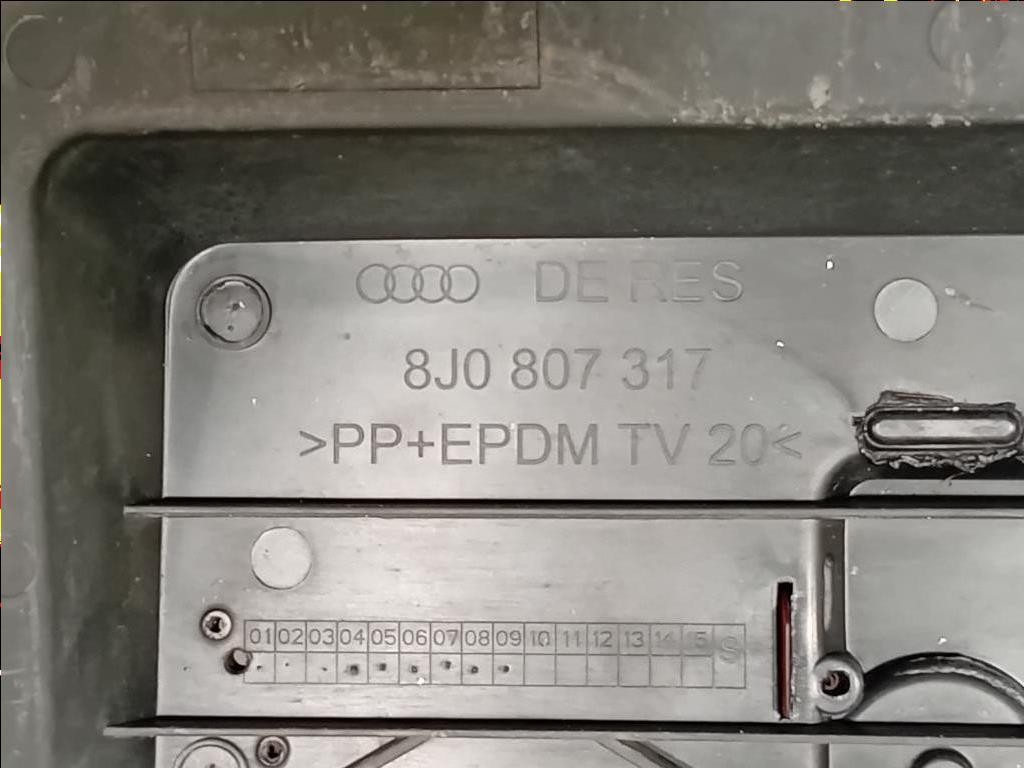 DE RES
8J0 807 317
>PP+EPDM TV 20<
01 02 03 04 05 06 07 08 09 10 11 12 13 14 15 S